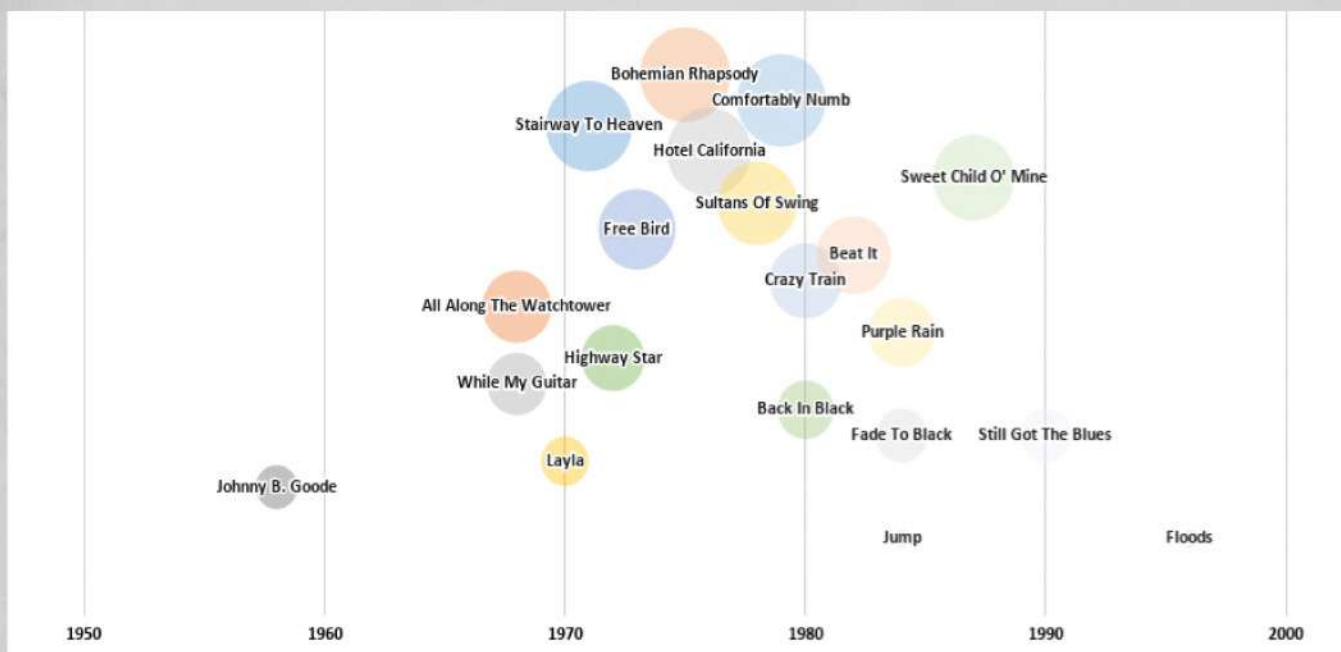 Bohemian Rhapsody
Comfortably Numb
Stairway To Heaven
Hotel California
Sweet Child O' Mine
Sultans Of Swing
Free Bird
Beat It
Crazy Train
All Along The Watchtower
Purple Rain
Highway Star
While My Guitar
Back In Black
Fade To Black
Still Got The Blues
Layla
Johnny B. Goode
Jump
Floods
1950 1960 1970 1980 1990 2000